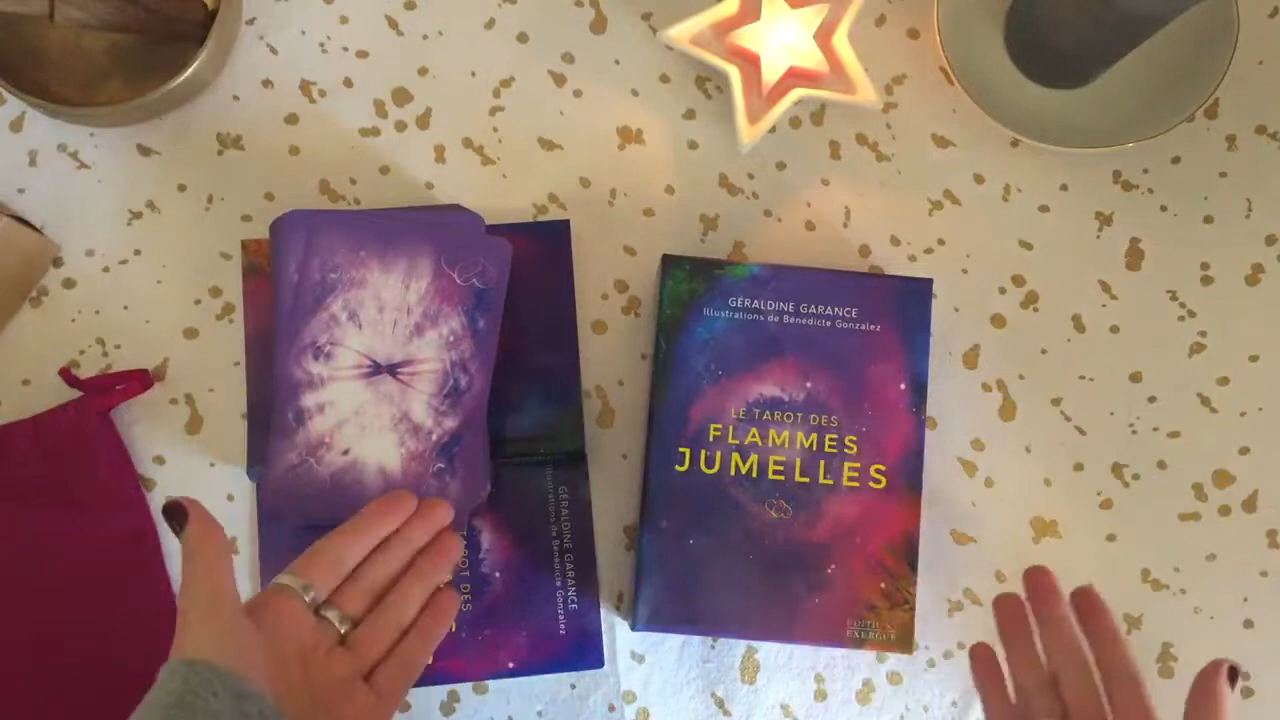 GÉRALDINE GARANCE
Illustrations de Bénédicte Gonzalez
LE TAROT DES
FLAMMES
JUMELLES
EXERGUE
GÉRALDINE GARANCE
Illustrations de Bénédicte Gonzalez
TAROT DES